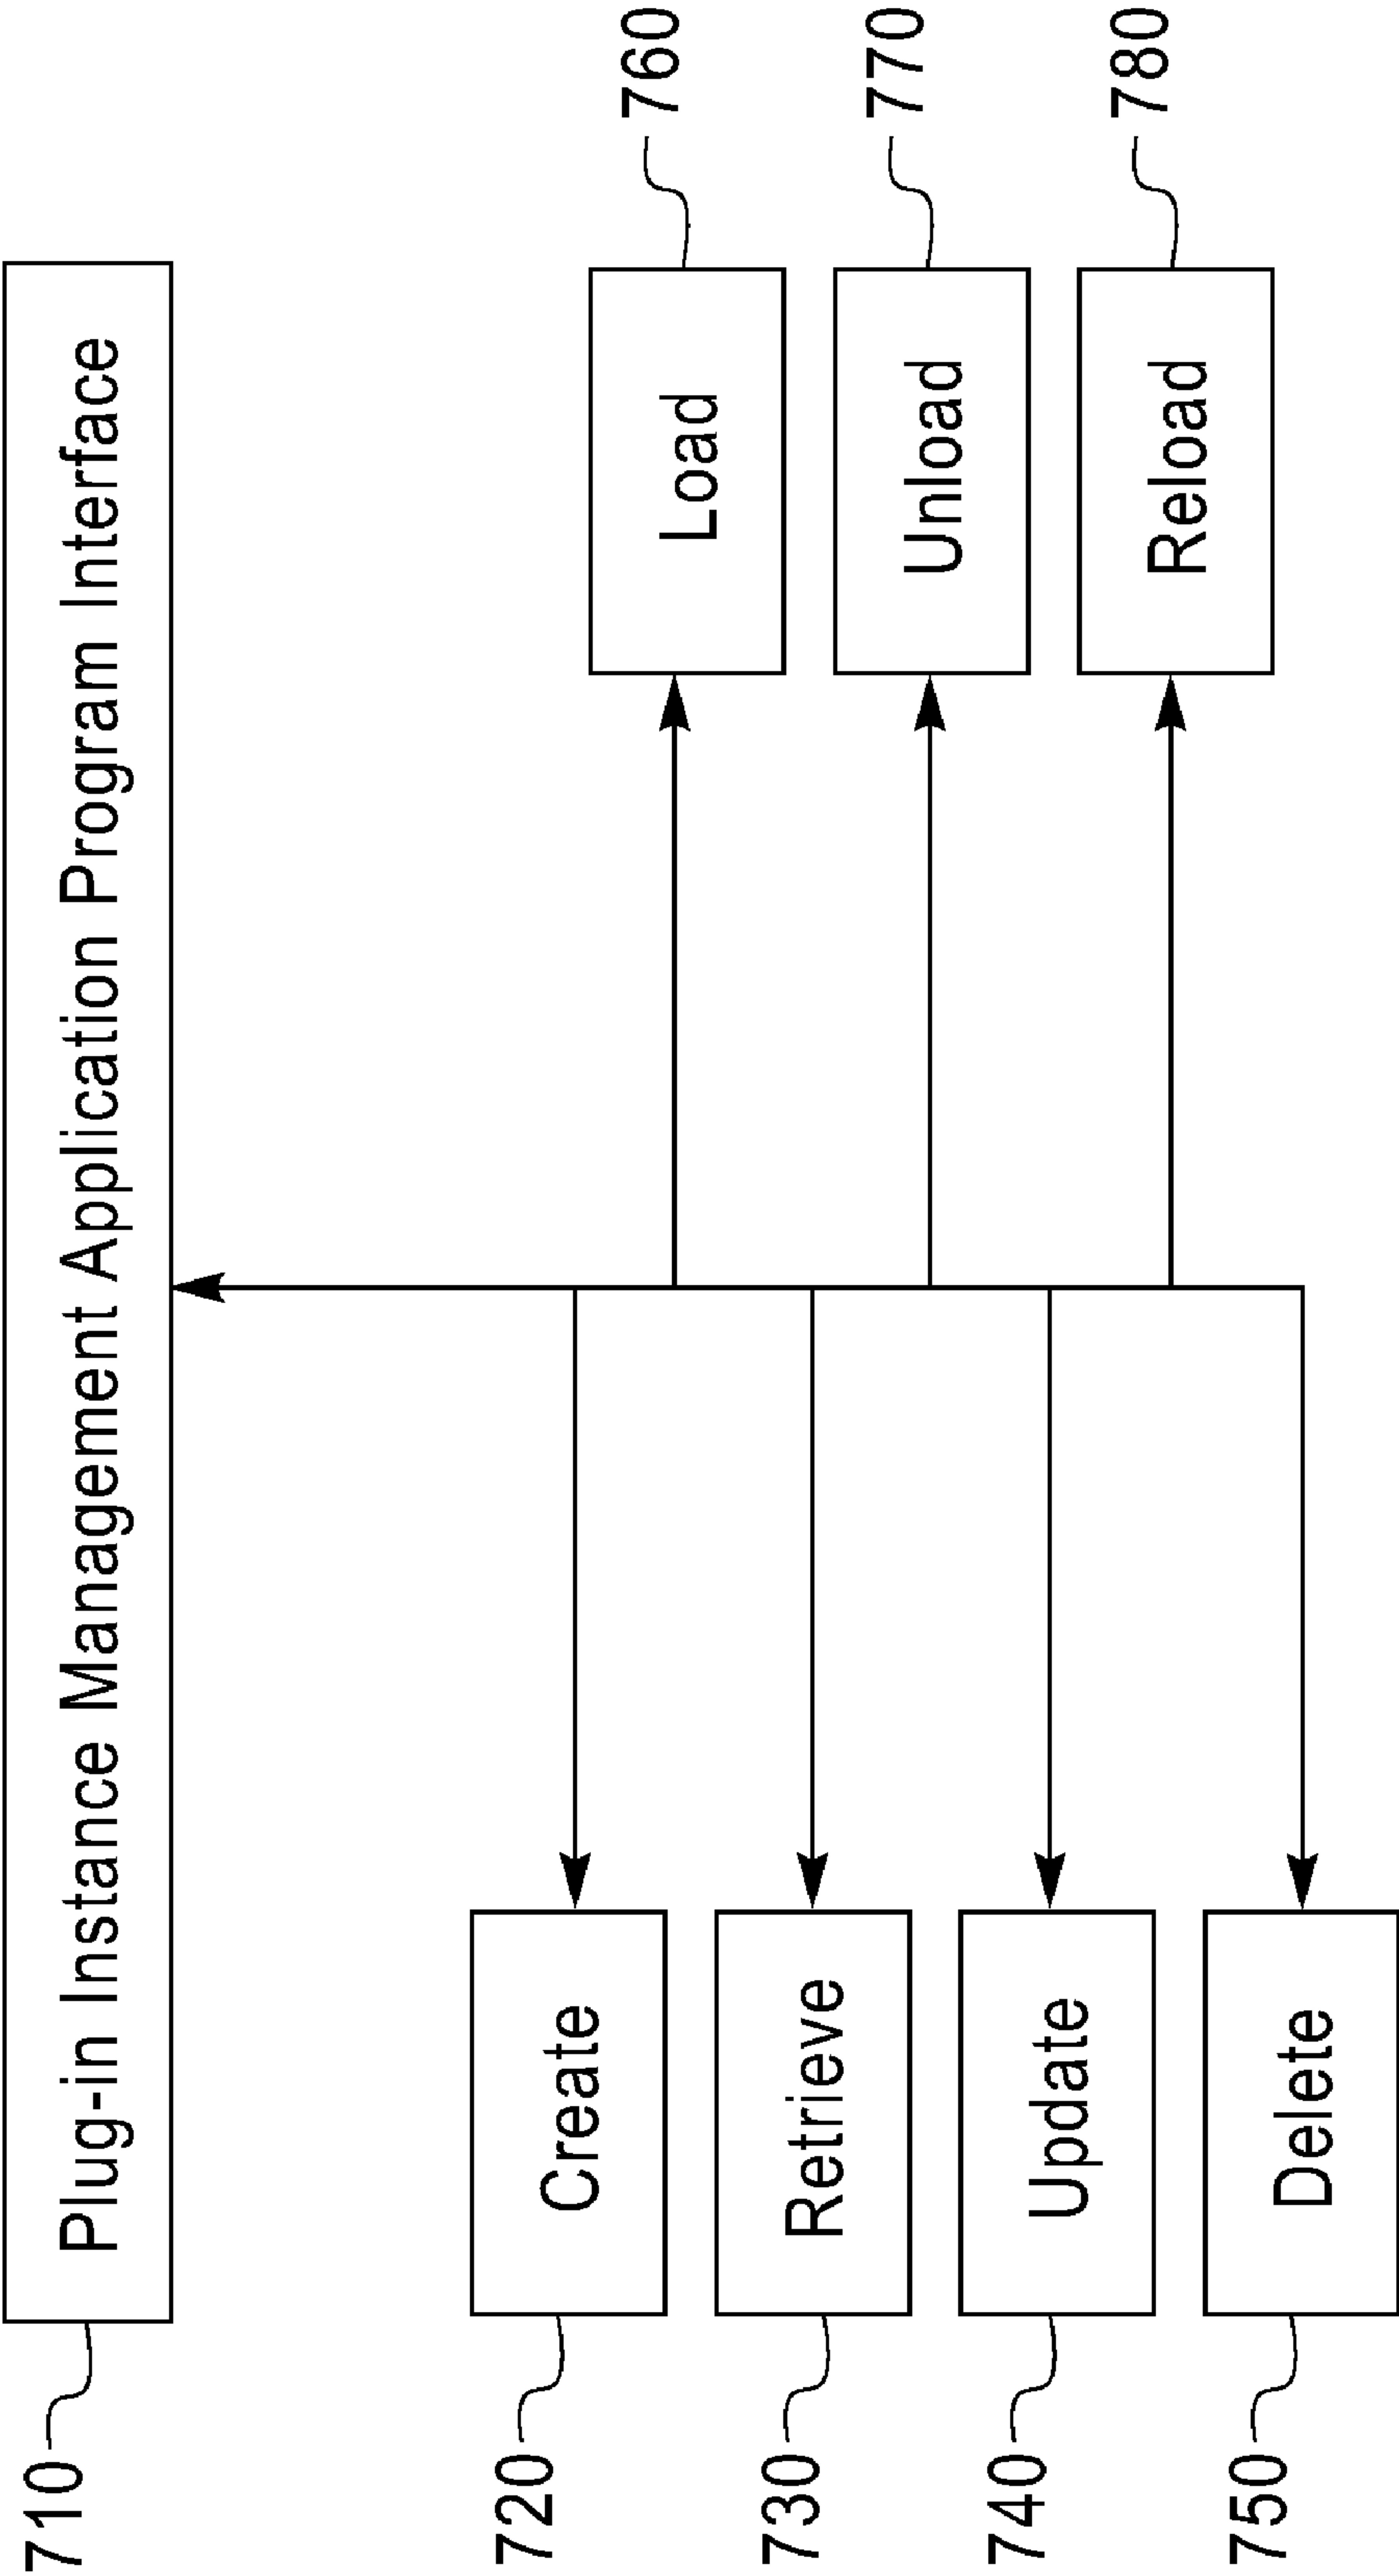 710
Plug-in Instance Management Application Program Interface
720
Create
730
Retrieve
740
Update
750
Delete
Load
760
Unload
770
Reload
780